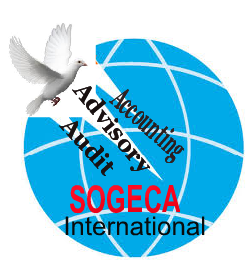 Accounting
Advisory
Audit
SOGECA
International